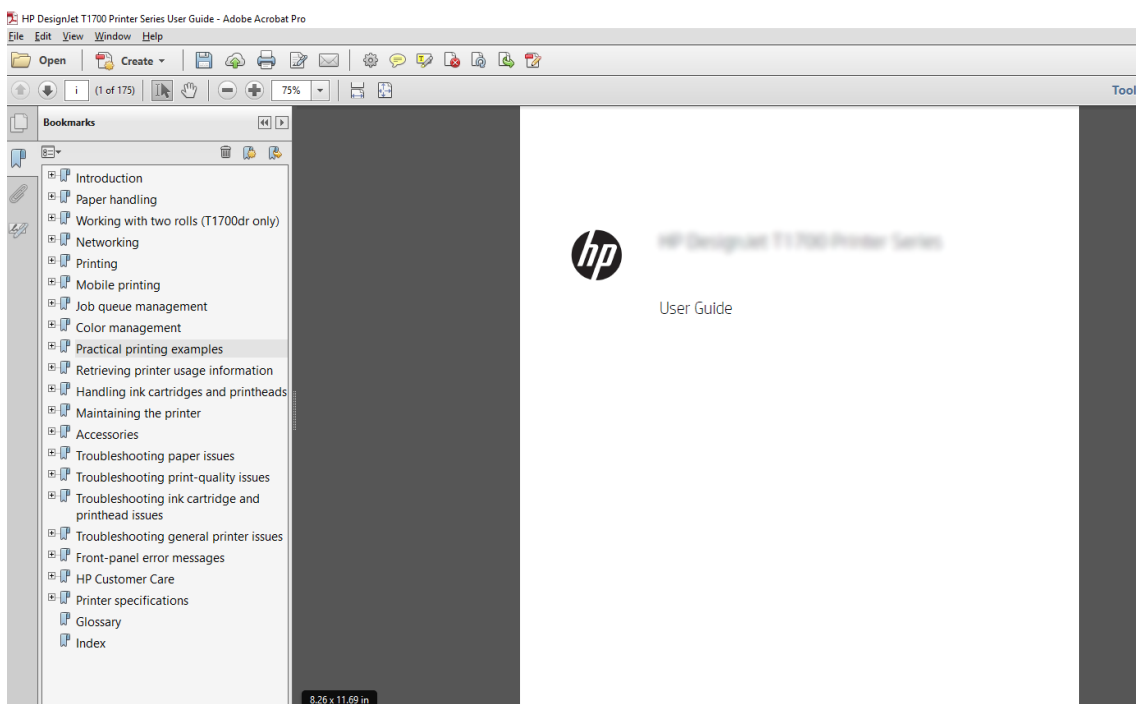 HP DesignJet T1700 Printer Series User Guide - Adobe Acrobat Pro
File Edit View Window Help
Open Create
i (1 of 175) 75% Tool
Bookmarks
Introduction
Paper handling
Working with two rolls (T1700dr only)
Networking
Printing
Mobile printing
Job queue management
Color management
Practical printing examples
Retrieving printer usage information
Handling ink cartridges and printheads
Maintaining the printer
Accessories
Troubleshooting paper issues
Troubleshooting print-quality issues
Troubleshooting ink cartridge and
printhead issues
Troubleshooting general printer issues
Front-panel error messages
HP Customer Care
Printer specifications
Glossary
Index
hp
User Guide
8.26 x 11.69 in